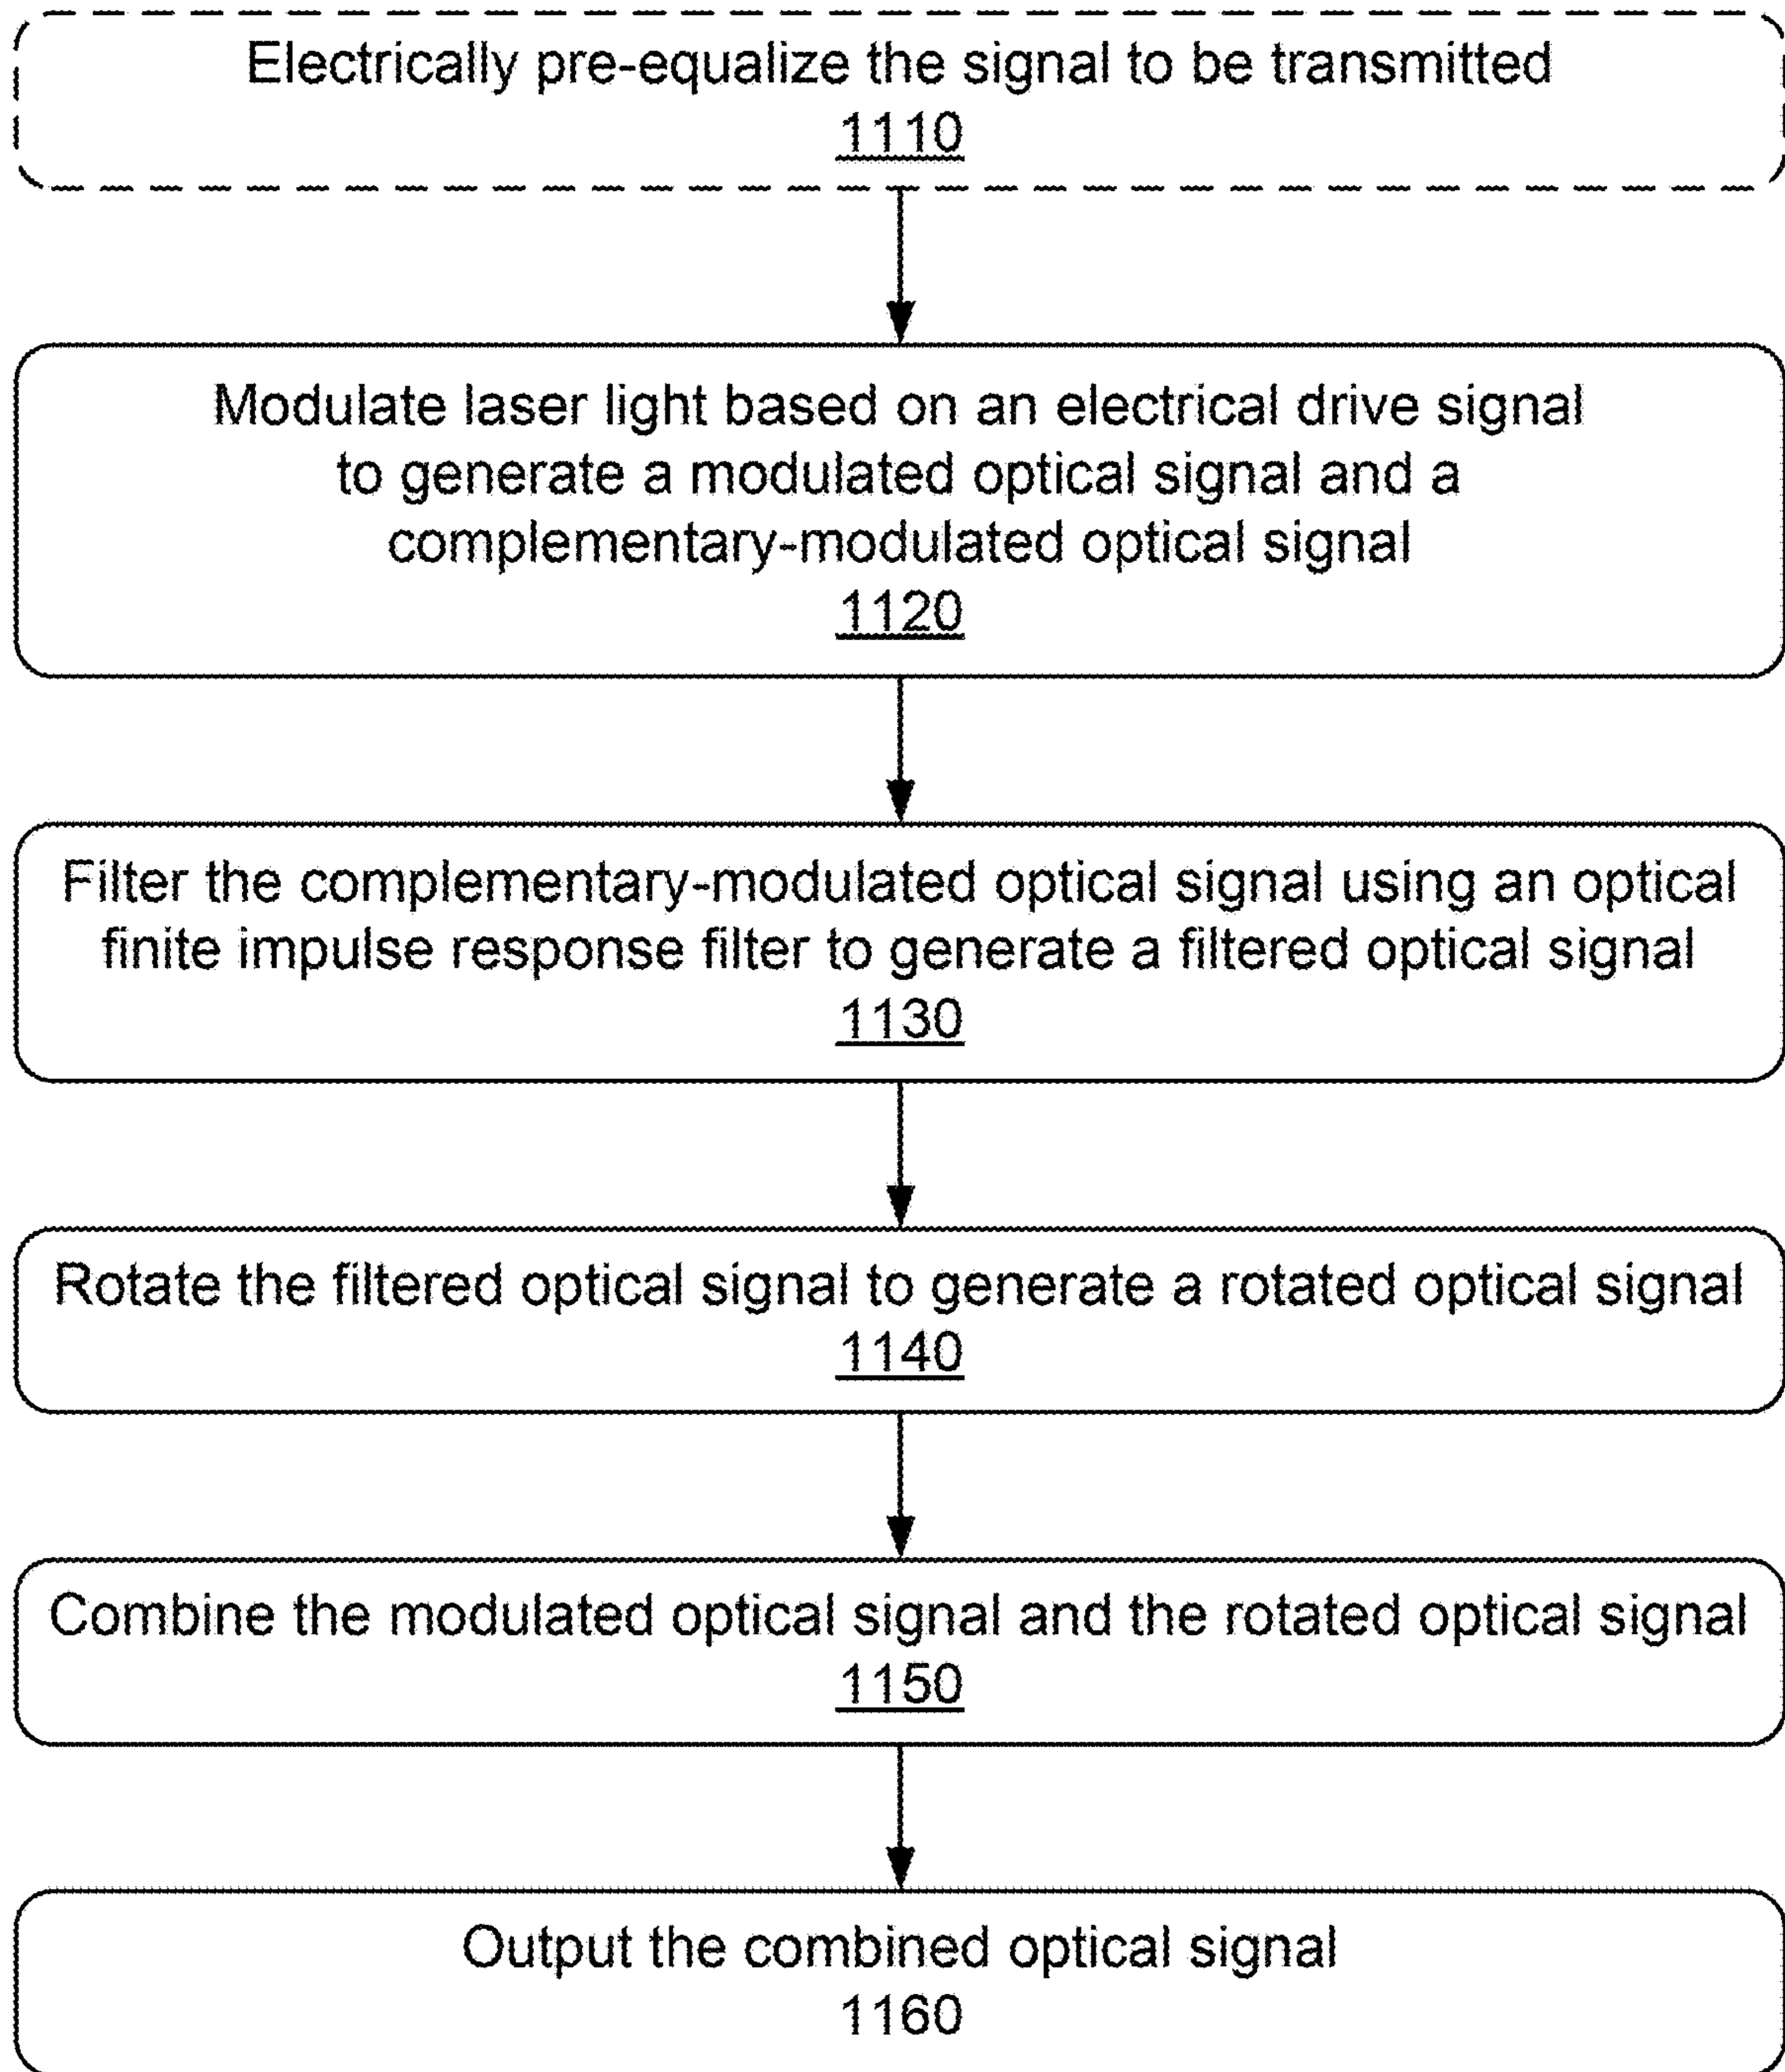 Electrically pre-equalize the signal to be transmitted
1110
Modulate laser light based on an electrical drive signal
to generate a modulated optical signal and a
complementary-modulated optical signal
1120
Filter the complementary-modulated optical signal using an optical
finite impulse response filter to generate a filtered optical signal
1130
Rotate the filtered optical signal to generate a rotated optical signal
1140
Combine the modulated optical signal and the rotated optical signal
1150
Output the combined optical signal
1160